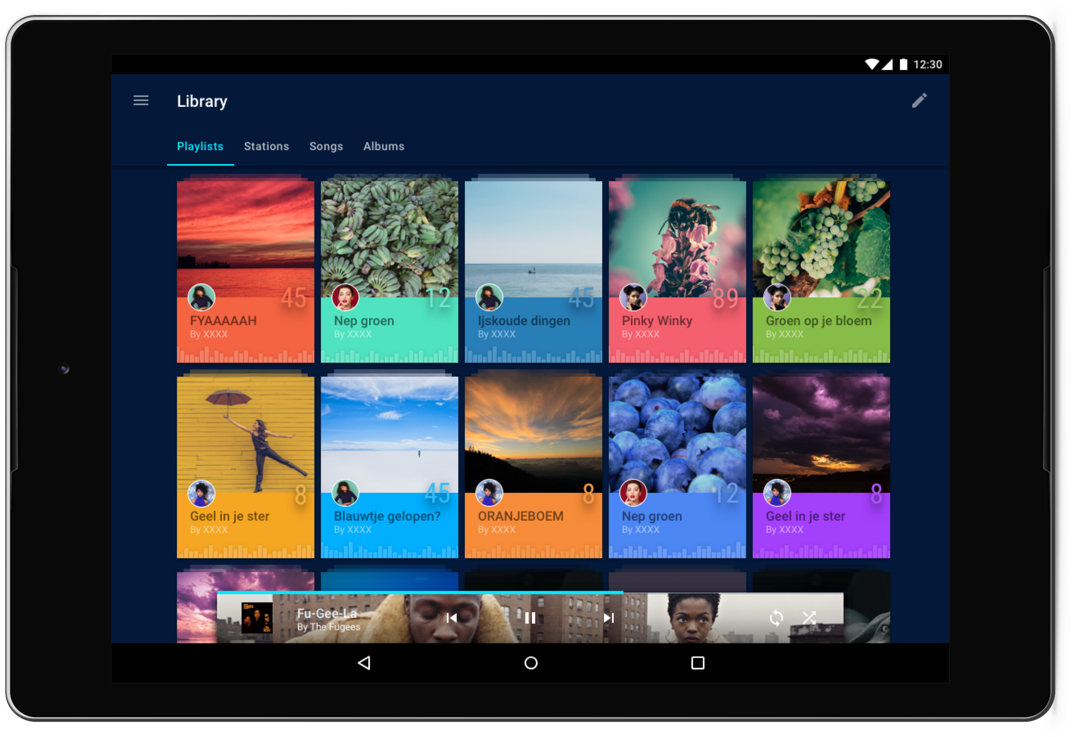 12:30
Library
Playlists
Stations
Songs
Albums
45
FYAAAAAH
By XXXX
12
Nep groen
By XXXX
45
Ijskoude dingen
By XXXX
89
Pinky Winky
By XXXX
22
Groen op je bloem
By XXXX
8
Geel in je ster
By XXXX
45
Blauwtje gelopen?
By XXXX
8
ORANJEBOEM
By XXXX
12
Nep groen
By XXXX
8
Geel in je ster
By XXXX
Fu-Gee-La
By The Fugees